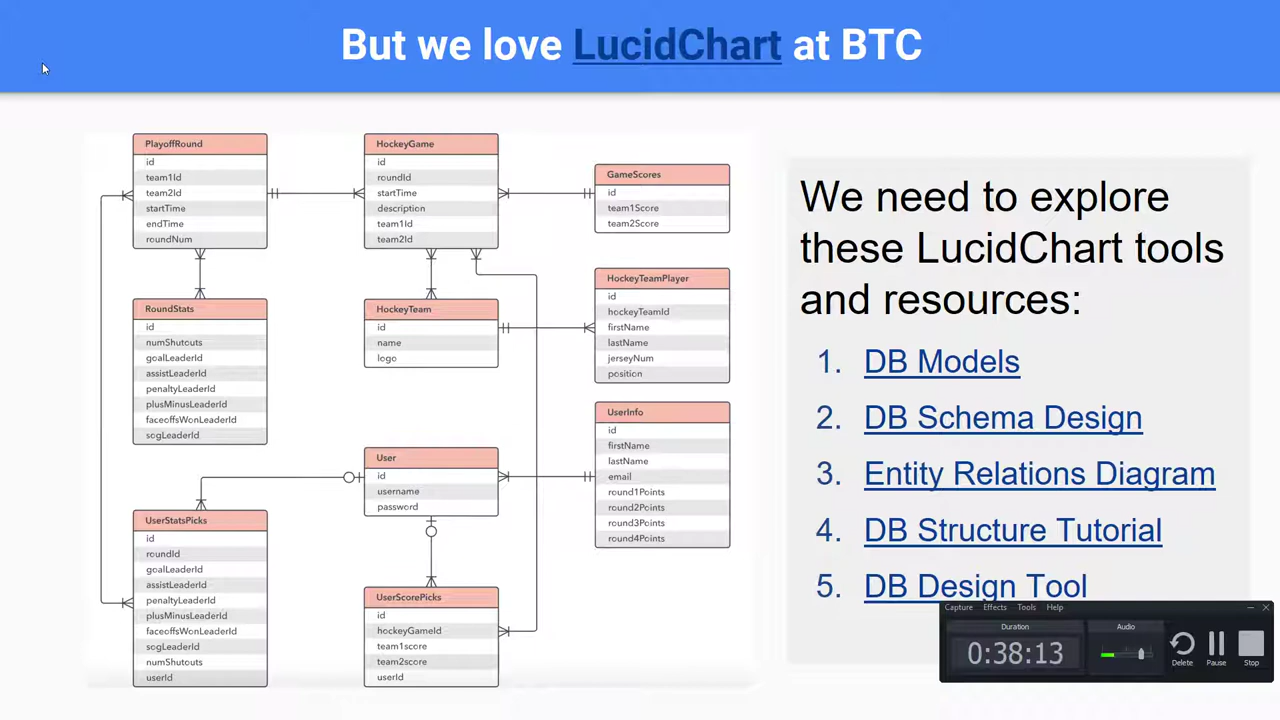 But we love LucidChart at BTC
PlayoffRound
id
team1Id
team2Id
startTime
endTime
roundNum
HockeyGame
id
roundId
startTime
description
team1Id
team2Id
GameScores
id
team1Score
team2Score
HockeyTeamPlayer
id
hockeyTeamId
firstName
lastName
jerseyNum
position
RoundStats
id
numShutouts
goalLeaderId
assistLeaderId
penaltyLeaderId
plusMinusLeaderId
faceoffsWonLeaderId
scgLeaderId
HockeyTeam
id
name
logo
UserInfo
id
firstName
lastName
email
round1Points
round2Points
round3Points
round4Points
User
id
username
password
UserStatsPicks
id
roundId
goalLeaderId
assistLeaderId
penaltyLeaderId
plusMinusLeaderId
faceoffsWonLeaderId
scgLeaderId
numShutouts
userId
UserScorePicks
id
hockeyGameId
team1score
team2score
userId
We need to explore
these LucidChart tools
and resources:
1. DB Models
2. DB Schema Design
3. Entity Relations Diagram
4. DB Structure Tutorial
5. DB Design Tool
Capture Effects Tools Help
Duration Audio
0:38:13
Delete Pause Stop